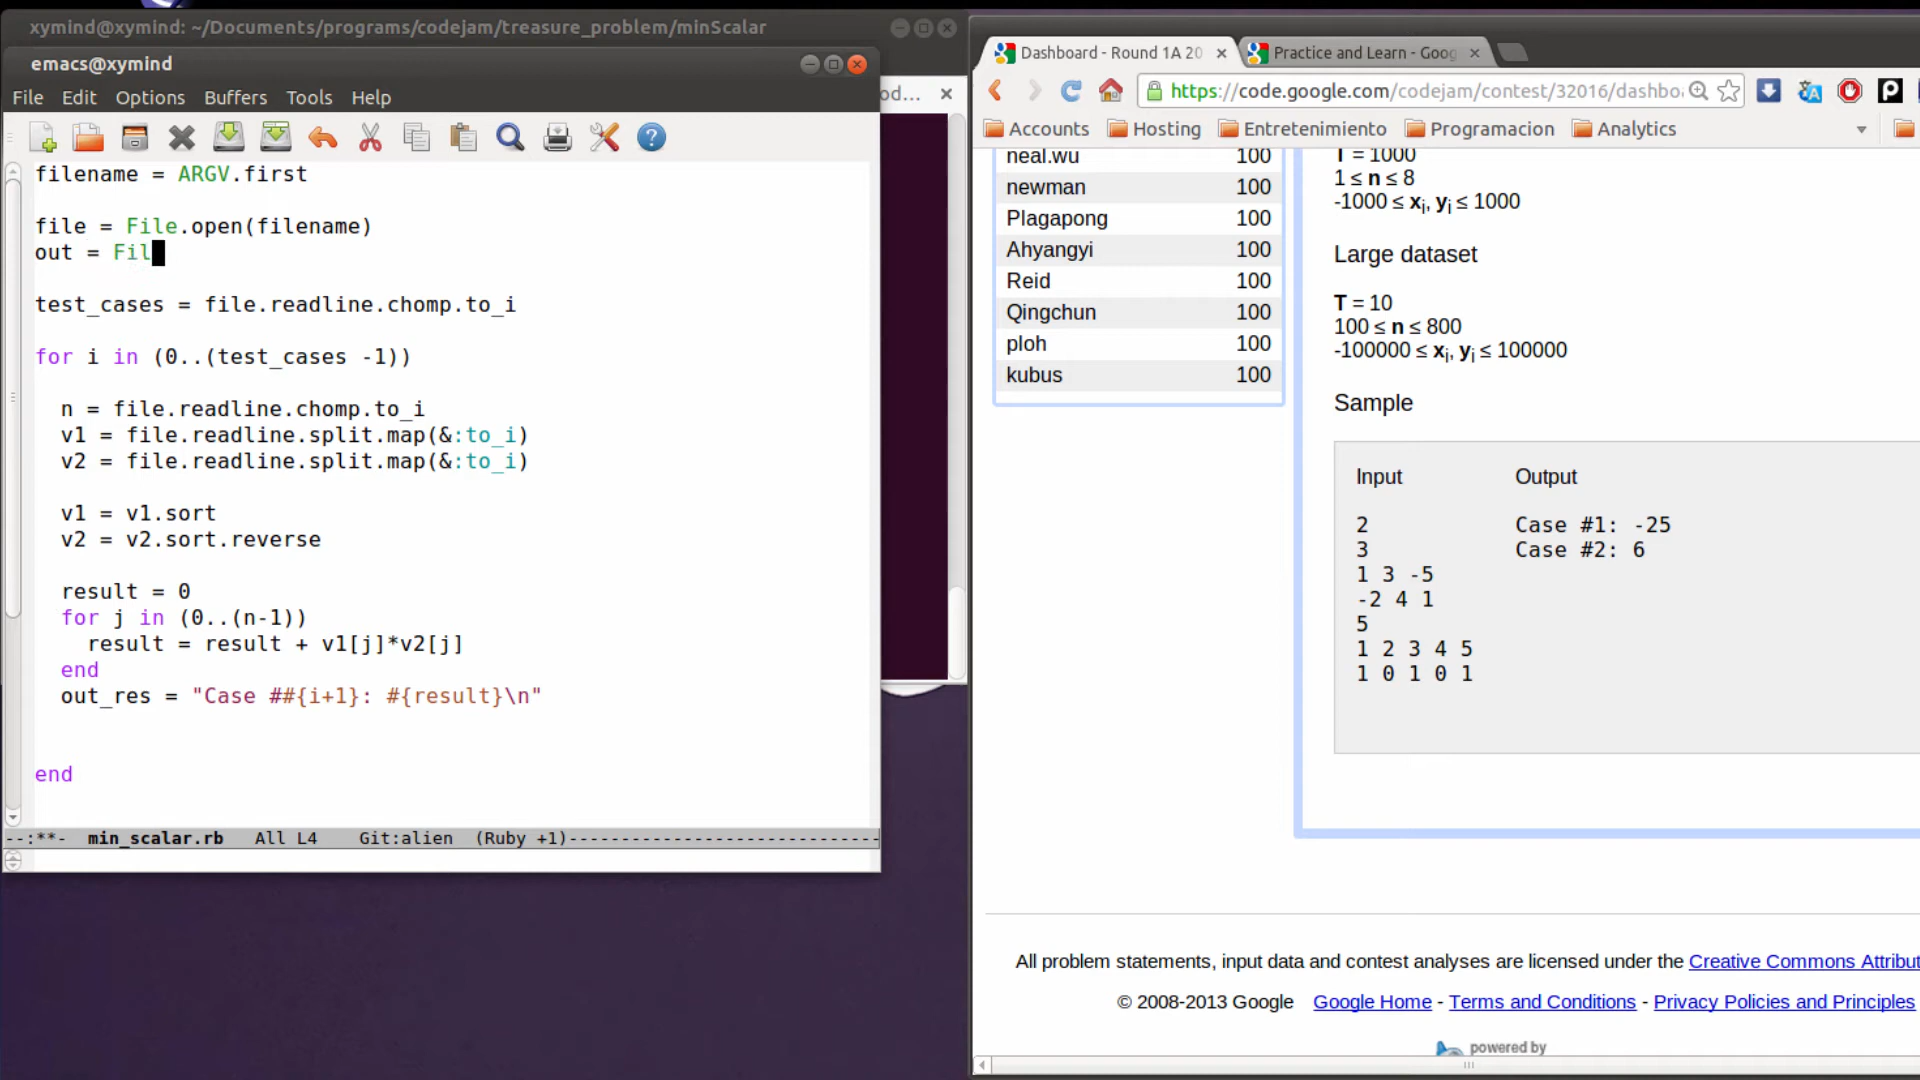 xymind@xymind: ~/Documents/programs/codejam/treasure_problem/minScalar
emacs@xymind
File Edit Options Buffers Tools Help
filename = ARGV.first
file = File.open(filename)
out = Fil
test_cases = file.readline.chomp.to_i
for i in (0..(test_cases -1))
n = file.readline.chomp.to_i
v1 = file.readline.split.map(&:to_i)
v2 = file.readline.split.map(&:to_i)
v1 = v1.sort
v2 = v2.sort.reverse
result = 0
for j in (0..(n-1))
result = result + v1[j]*v2[j]
end
out_res = "Case ##{i+1}: #{result}\n"
end
--:**-  min_scalar.rb   All L4   Git:alien  (Ruby +1)----------------------------
od...
Dashboard - Round 1A 20
Practice and Learn - Goog
https://code.google.com/codejam/contest/32016/dashbo
Accounts Hosting Entretenimiento Programacion Analytics
neal.wu 100
newman 100
Plagapong 100
Ahyangyi 100
Reid 100
Qingchun 100
ploh 100
kubus 100
T = 1000
1 ≤ n ≤ 8
-1000 ≤ xi, yi ≤ 1000
Large dataset
T = 10
100 ≤ n ≤ 800
-100000 ≤ xi, yi ≤ 100000
Sample
Input Output
2 Case #1: -25
3 Case #2: 6
1 3 -5
-2 4 1
5
1 2 3 4 5
1 0 1 0 1
All problem statements, input data and contest analyses are licensed under the Creative Commons Attribut
© 2008-2013 Google Google Home - Terms and Conditions - Privacy Policies and Principles
powered by